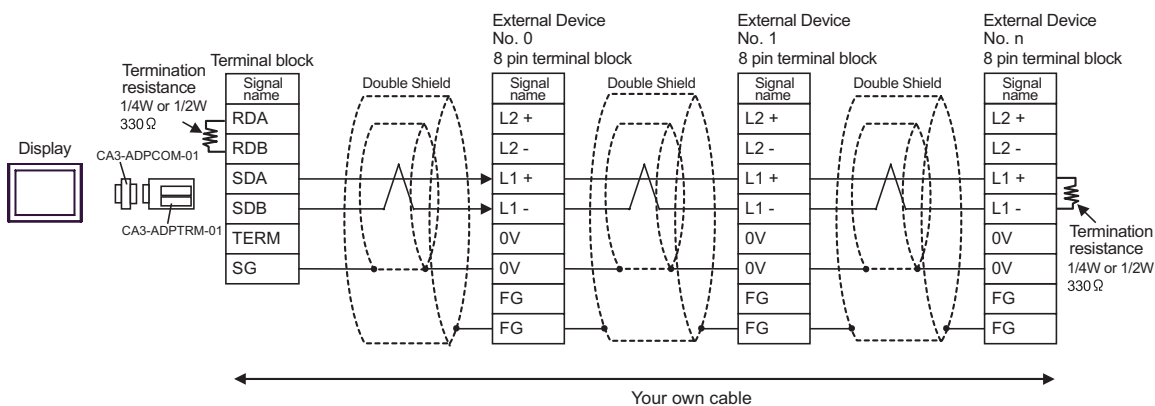 Display
CA3-ADPCOM-01
CA3-ADPTRM-01
Termination
resistance
1/4W or 1/2W
330Ω
Terminal block
Signal
name
RDA
RDB
SDA
SDB
TERM
SG
Double Shield
External Device
No. 0
8 pin terminal block
Signal
name
L2 +
L2 -
L1 +
L1 -
0V
0V
FG
FG
Double Shield
External Device
No. 1
8 pin terminal block
Signal
name
L2 +
L2 -
L1 +
L1 -
0V
0V
FG
FG
Double Shield
External Device
No. n
8 pin terminal block
Signal
name
L2 +
L2 -
L1 +
L1 -
0V
0V
FG
FG
Termination
resistance
1/4W or 1/2W
330Ω
Your own cable